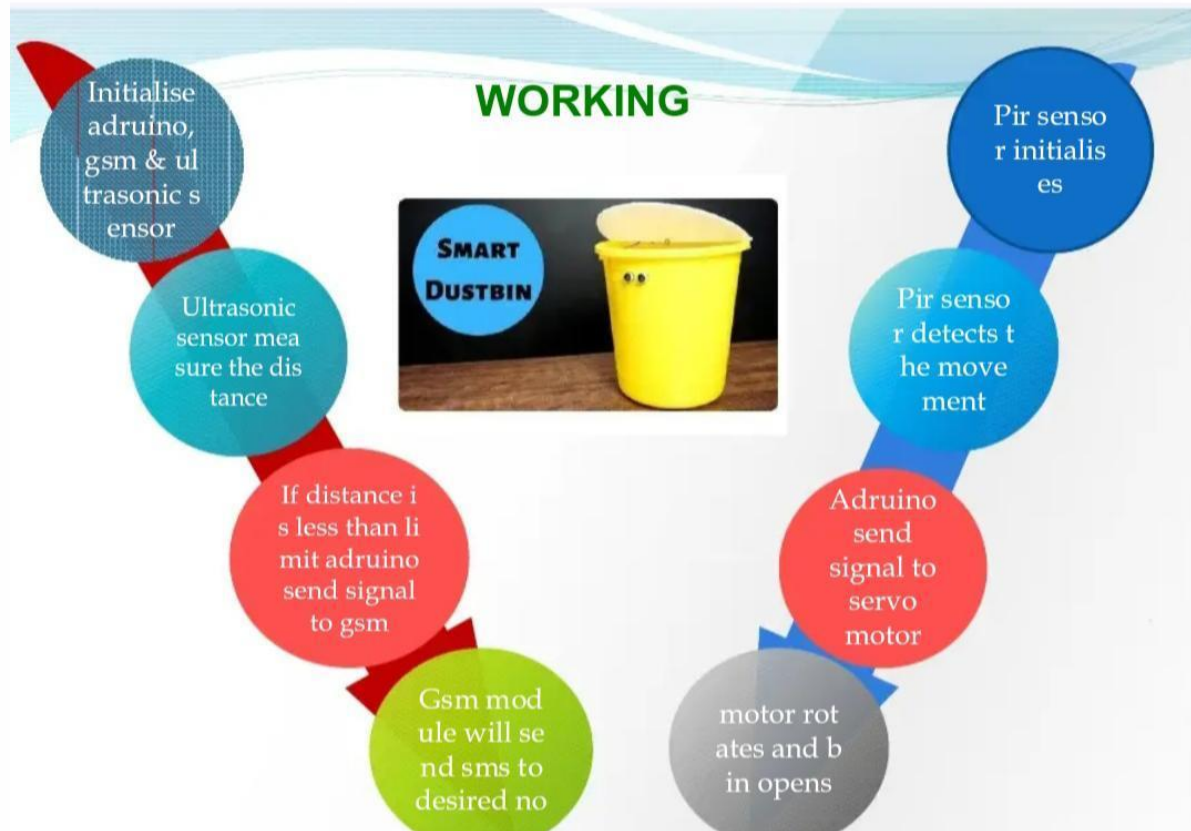 WORKING
Initialise
adruino,
gsm & ul
trasonic s
ensor
Ultrasonic
sensor mea
sure the dis
tance
If distance i
s less than li
mit adruino
send signal
to gsm
Gsm mod
ule will se
nd sms to
desired no
SMART
DUSTBIN
Pir senso
r initialis
es
Pir senso
r detects t
he move
ment
Adruino
send
signal to
servo
motor
motor rot
ates and b
in opens